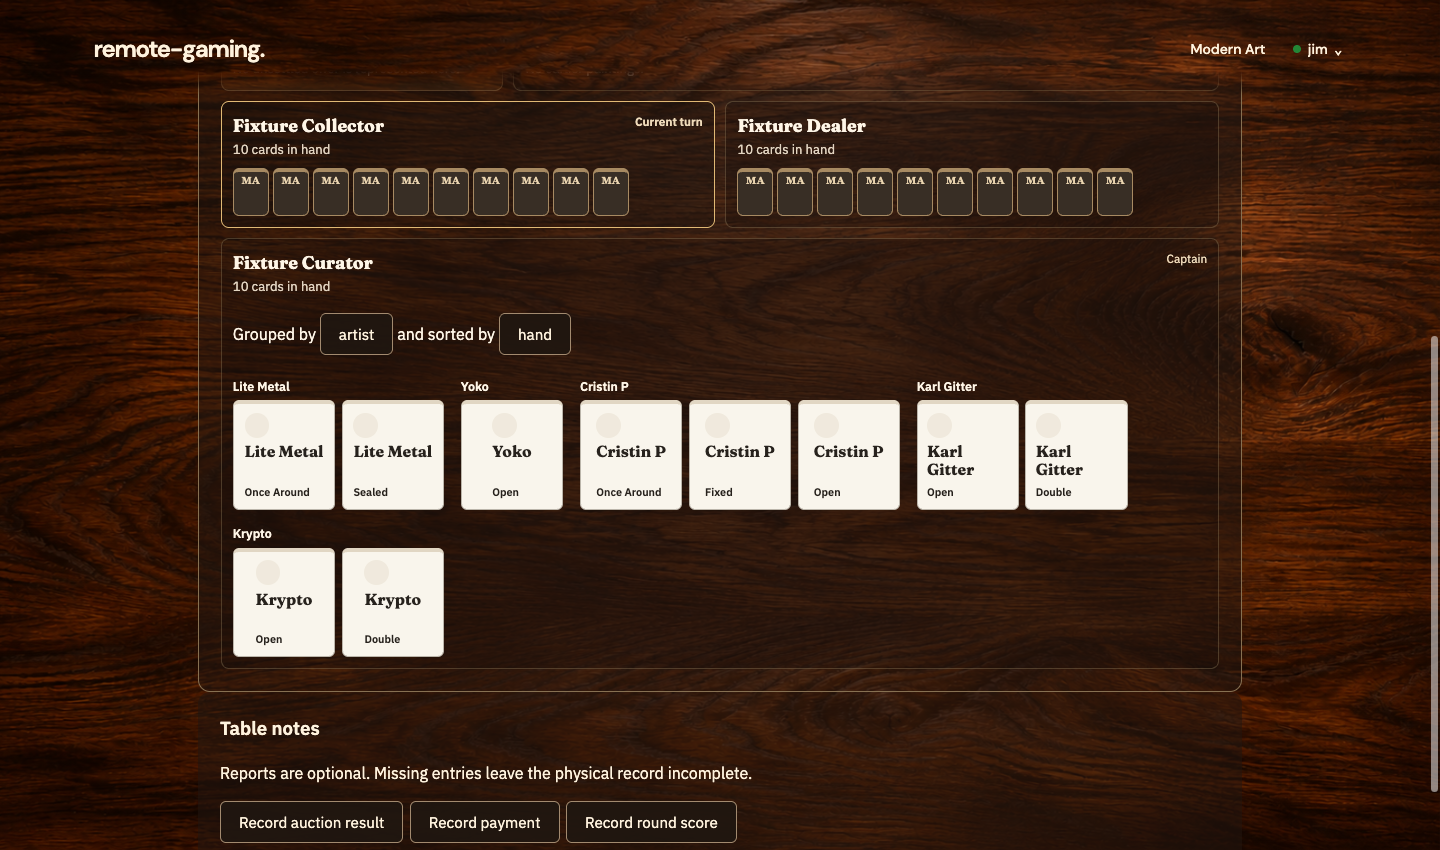 remote-gaming.
Modern Art
jim
Fixture Collector
Current turn
10 cards in hand
MA MA MA MA MA MA MA MA MA MA
Fixture Dealer
10 cards in hand
MA MA MA MA MA MA MA MA MA MA
Fixture Curator
Captain
10 cards in hand
Grouped by artist and sorted by hand
Lite Metal
Lite Metal
Once Around
Lite Metal
Sealed
Yoko
Yoko
Open
Cristin P
Cristin P
Once Around
Cristin P
Fixed
Cristin P
Open
Karl Gitter
Karl
Gitter
Open
Karl
Gitter
Double
Krypto
Krypto
Open
Krypto
Double
Table notes
Reports are optional. Missing entries leave the physical record incomplete.
Record auction result
Record payment
Record round score